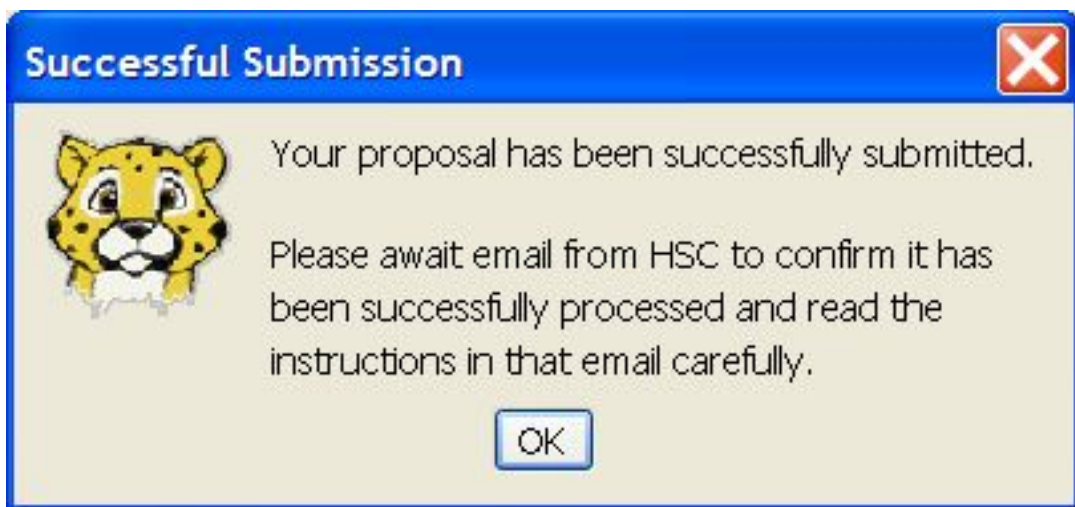 Successful Submission
Your proposal has been successfully submitted.
Please await email from HSC to confirm it has
been successfully processed and read the
instructions in that email carefully.
OK